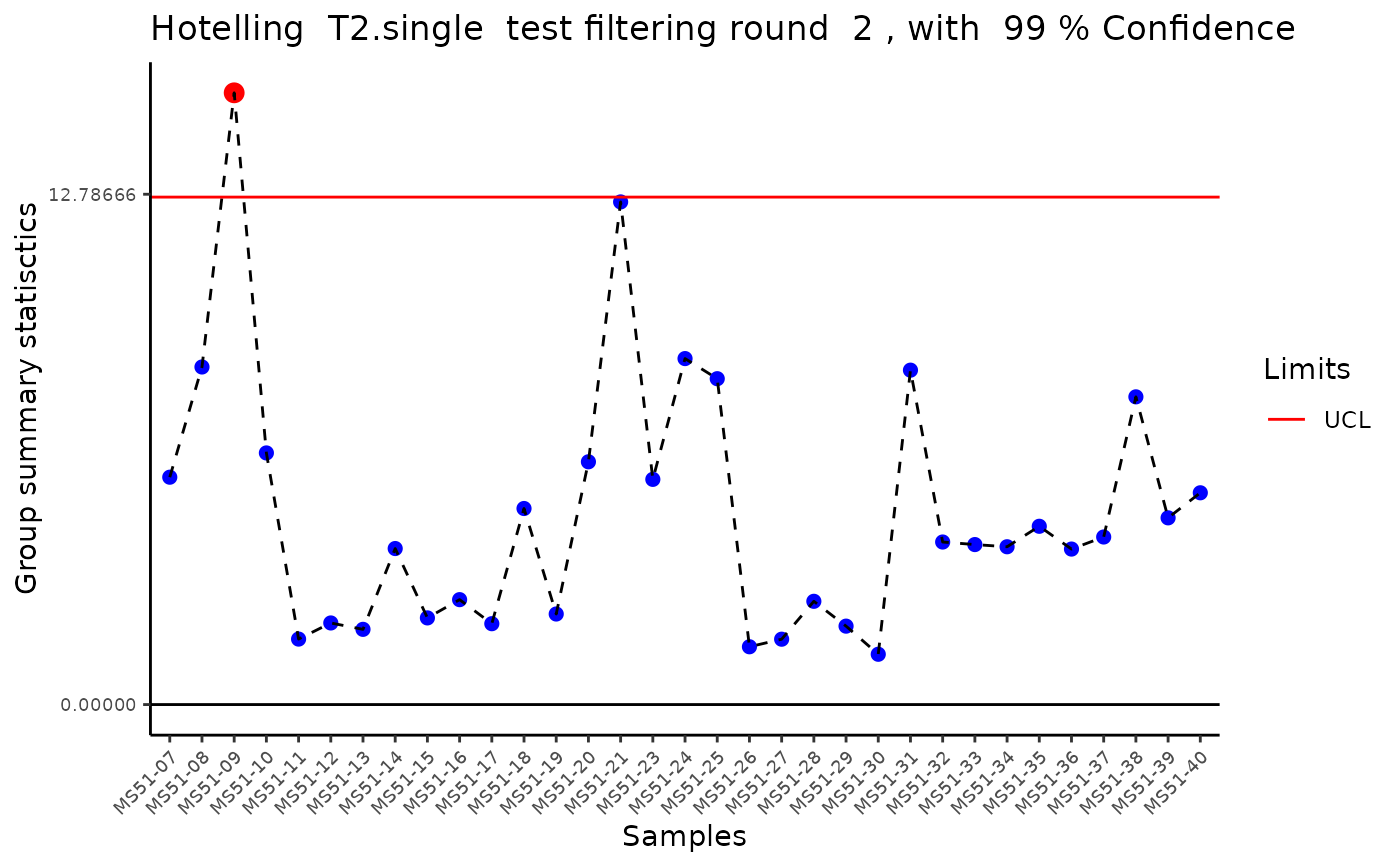 Hotelling  T2.single  test filtering round  2 , with  99 % Confidence
Group summary statisctics
12.78666
0.00000
Limits
UCL
MS51-07
MS51-08
MS51-09
MS51-10
MS51-11
MS51-12
MS51-13
MS51-14
MS51-15
MS51-16
MS51-17
MS51-18
MS51-19
MS51-20
MS51-21
MS51-23
MS51-24
MS51-25
MS51-26
MS51-27
MS51-28
MS51-29
MS51-30
MS51-31
MS51-32
MS51-33
MS51-34
MS51-35
MS51-36
MS51-37
MS51-38
MS51-39
MS51-40
Samples